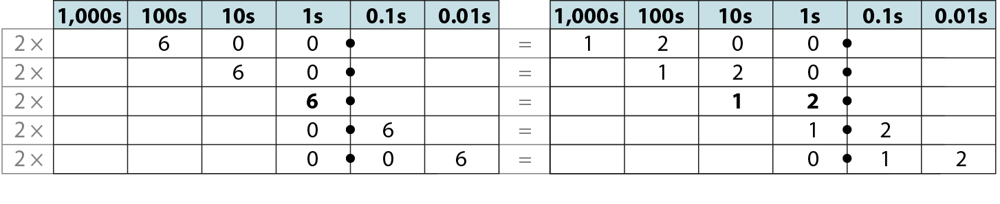 1,000s 100s 10s 1s 0.1s 0.01s 1,000s 100s 10s 1s 0.1s 0.01s
2 × 6 0 0 • = 1 2 0 0 •
2 × 6 0 • = 1 2 0 •
2 × 6 • = 1 2 •
2 × 0 • 6 = 1 • 2
2 × 0 • 0 6 = 0 • 1 2